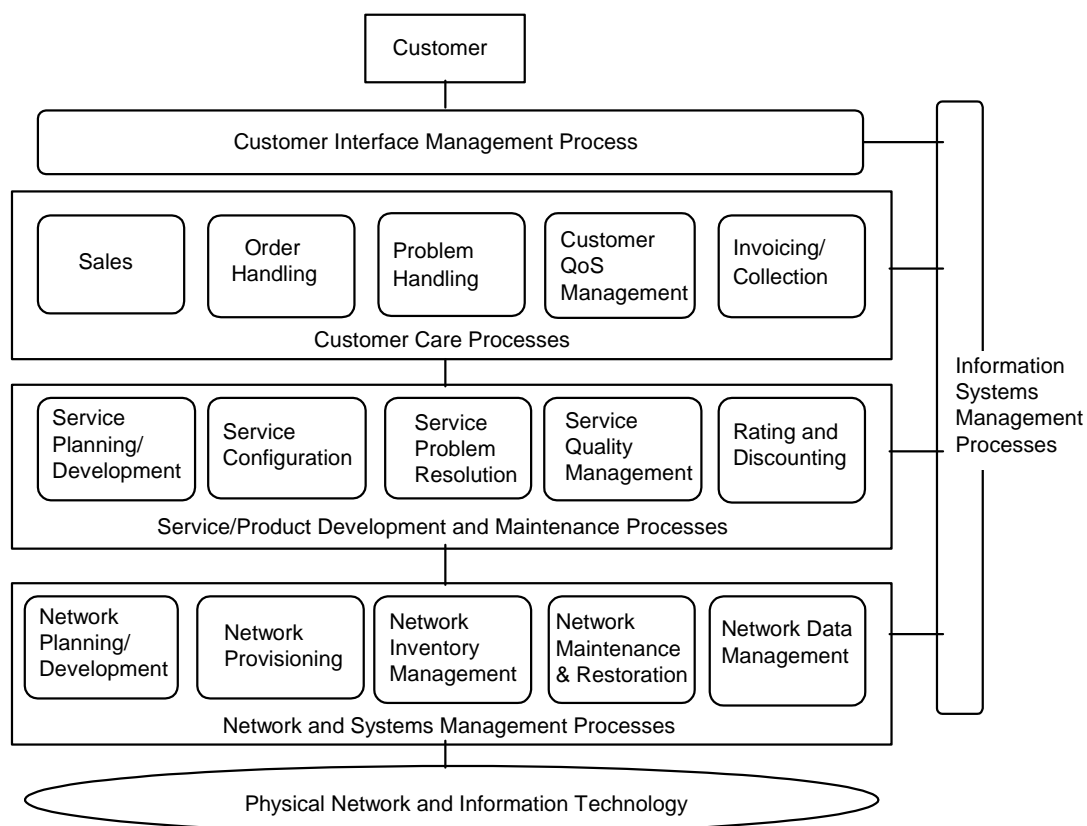 Customer
Customer Interface Management Process
Sales
Order
Handling
Problem
Handling
Customer
QoS
Management
Invoicing/
Collection
Customer Care Processes
Information
Systems
Management
Processes
Service
Planning/
Development
Service
Configuration
Service
Problem
Resolution
Service
Quality
Management
Rating and
Discounting
Service/Product Development and Maintenance Processes
Network
Planning/
Development
Network
Provisioning
Network
Inventory
Management
Network
Maintenance
& Restoration
Network Data
Management
Network and Systems Management Processes
Physical Network and Information Technology